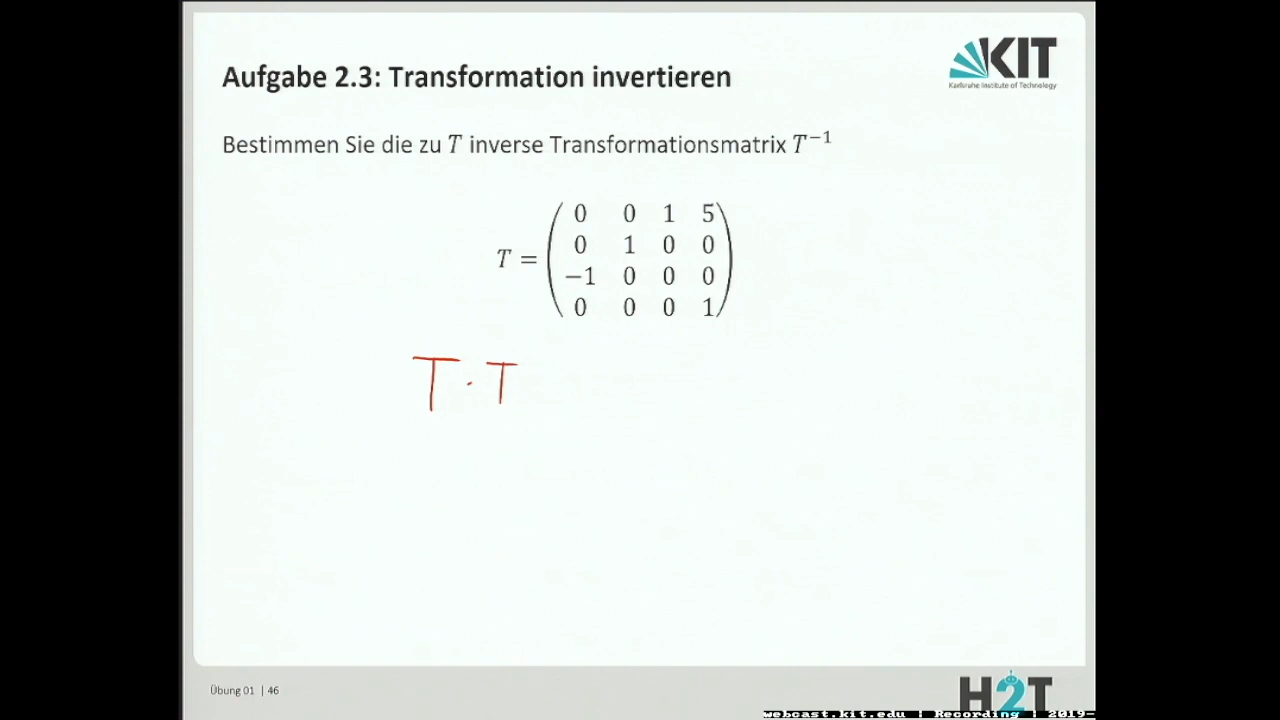 Aufgabe 2.3: Transformation invertieren
KIT
Karlsruhe Institute of Technology
Bestimmen Sie die zu T inverse Transformationsmatrix T⁻¹
T = ( 0 0 1 5
0 1 0 0
−1 0 0 0
0 0 0 1 )
T · T
Übung 01 | 46
H2T
webcast.kit.edu | Recording | 2019-